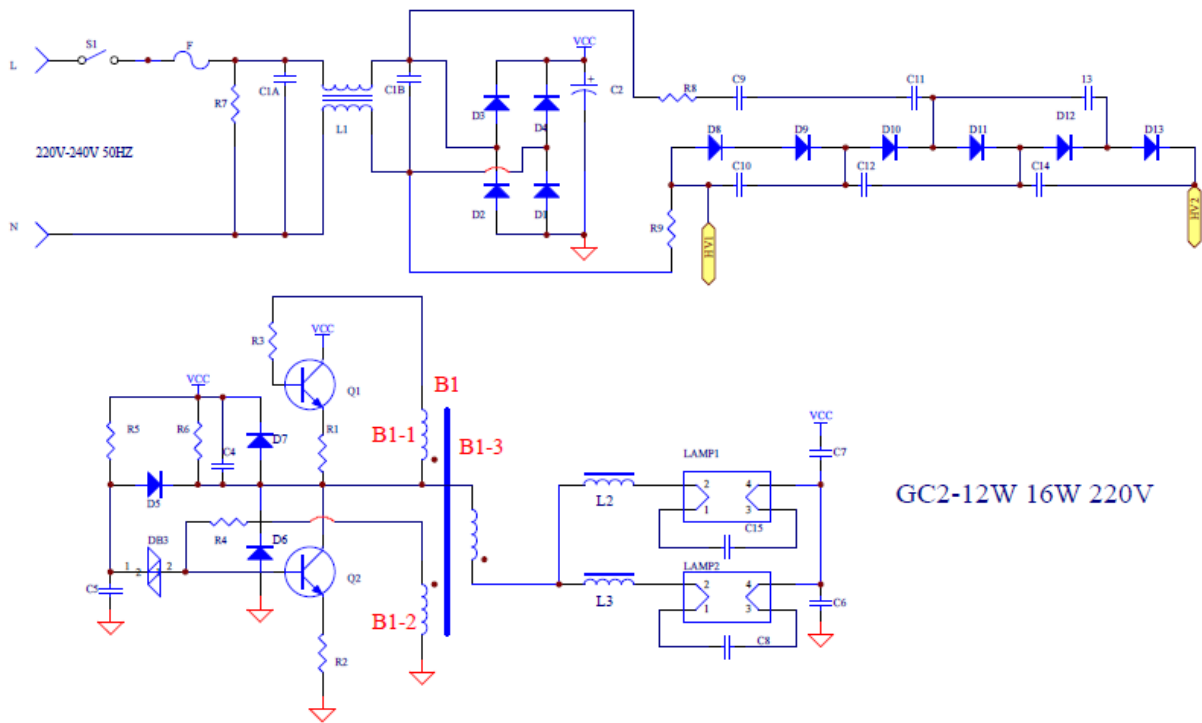 L
S1
F
R7
C1A
L1
C1B
D3
D4
VCC
C2
D2
D1
220V-240V 50HZ
N
R8
C9
C11
13
D8
D9
D10
D11
D12
D13
C10
C12
C14
R9
HV1
HV2
R3
VCC
Q1
R1
VCC
R5
R6
C4
D7
D5
DB3
1
2
2
R4
D6
Q2
C5
R2
B1
B1-1
B1-3
B1-2
L2
LAMP1
2
1
4
3
C15
VCC
C7
L3
LAMP2
2
1
4
3
C8
C6
GC2-12W 16W 220V